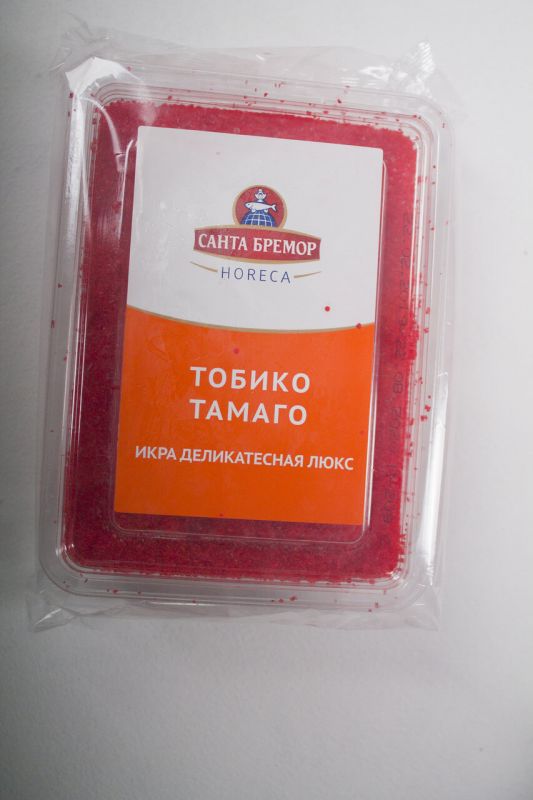 САНТА БРЕМОР
HORECA
ТОБИКО
ТАМАГО
ИКРА ДЕЛИКАТЕСНАЯ ЛЮКС